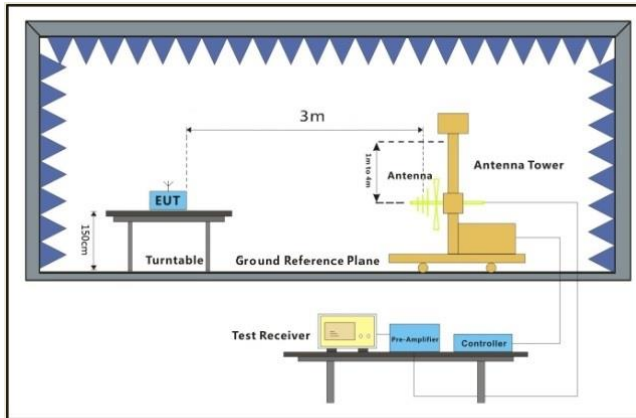 3m
1m to 4m
Antenna
Antenna Tower
EUT
150cm
Turntable
Ground Reference Plane
Test Receiver
Pre-Amplifier
Controller